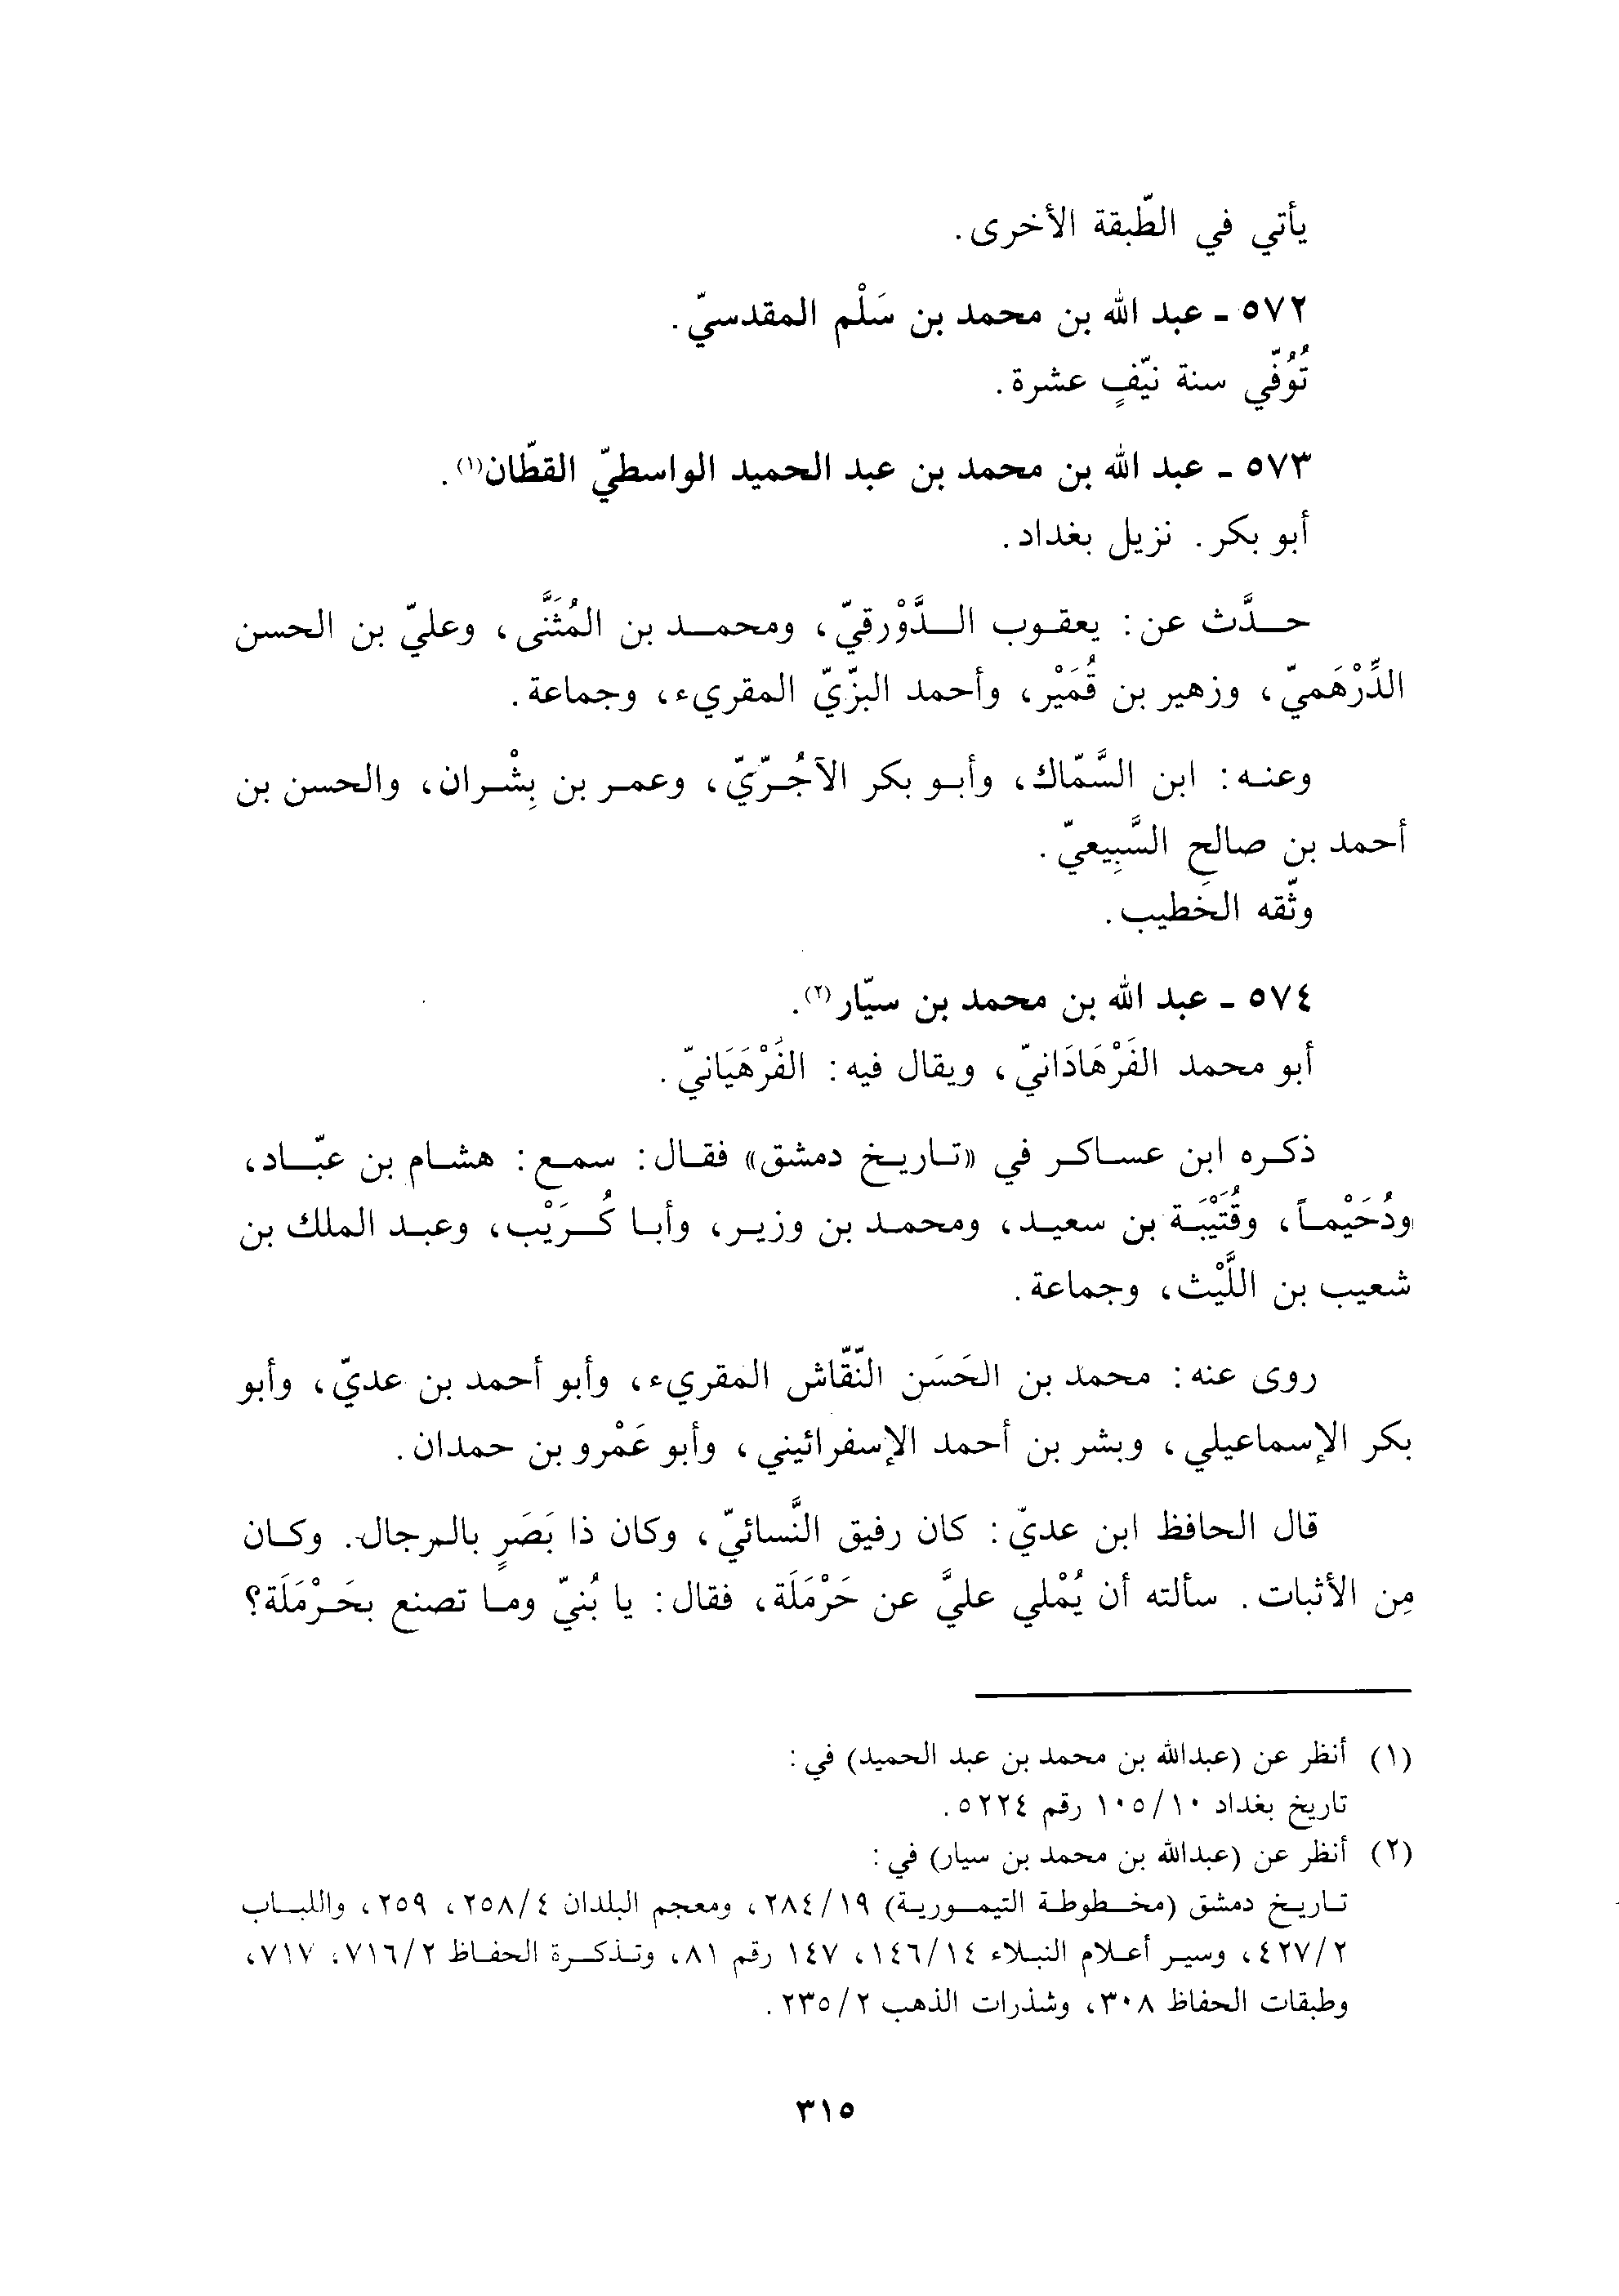 يأتي في الطّبقة الأخرى.
٥٧٢ - عبد الله بن محمد بن سَلْم المقدسيّ.
تُوُفّي سنة نيّفٍ عشرة.
٥٧٣ - عبد الله بن محمد بن عبد الحميد الواسطيّ القطّان(١).
أبو بكر. نزيل بغداد.
حدَّث عن: يعقوب الدَّوْرقيّ، ومحمد بن المُثَنَّى، وعليّ بن الحسن
الدِّرْهَميّ، وزهير بن قُمَيْر، وأحمد البزّيّ المقريء، وجماعة.
وعنه: ابن السَّمّاك، وأبو بكر الآجُرّيّ، وعمر بن بِشْران، والحسن بن
أحمد بن صالح السَّبِيعيّ.
وثّقه الخَطيب.
٥٧٤ - عبد الله بن محمد بن سيّار(٢).
أبو محمد الفَرْهَادَانيّ، ويقال فيه: الفَرْهَيَانيّ.
ذكره ابن عساكر في «تاريخ دمشق» فقال: سمع: هشام بن عبّاد،
ودُحَيْماً، وقُتَيْبَة بن سعيد، ومحمد بن وزير، وأبا كُرَيْب، وعبد الملك بن
شعيب بن اللَّيْث، وجماعة.
روى عنه: محمد بن الحَسَن النّقّاش المقريء، وأبو أحمد بن عديّ، وأبو
بكر الإسماعيلي، وبشر بن أحمد الإسفرائيني، وأبو عَمْرو بن حمدان.
قال الحافظ ابن عديّ: كان رفيق النَّسائيّ، وكان ذا بَصَرٍ بالرجال. وكان
مِن الأثبات. سألته أن يُمْلي عليَّ عن حَرْمَلَة، فقال: يا بُنيّ وما تصنع بحَرْمَلَة؟
(١) أنظر عن (عبدالله بن محمد بن عبد الحميد) في:
تاريخ بغداد ١٠/ ١٠٥ رقم ٥٢٢٤.
(٢) أنظر عن (عبدالله بن محمد بن سيار) في:
تاريخ دمشق (مخطوطة التيمورية) ١٩/ ٢٨٤، ومعجم البلدان ٤/ ٢٥٨، ٢٥٩، واللباب
٢/ ٤٢٧، وسير أعلام النبلاء ١٤/ ١٤٦، ١٤٧ رقم ٨١، وتذكرة الحفاظ ٢/ ٧١٦، ٧١٧،
وطبقات الحفاظ ٣٠٨، وشذرات الذهب ٢/ ٢٣٥.
٣١٥